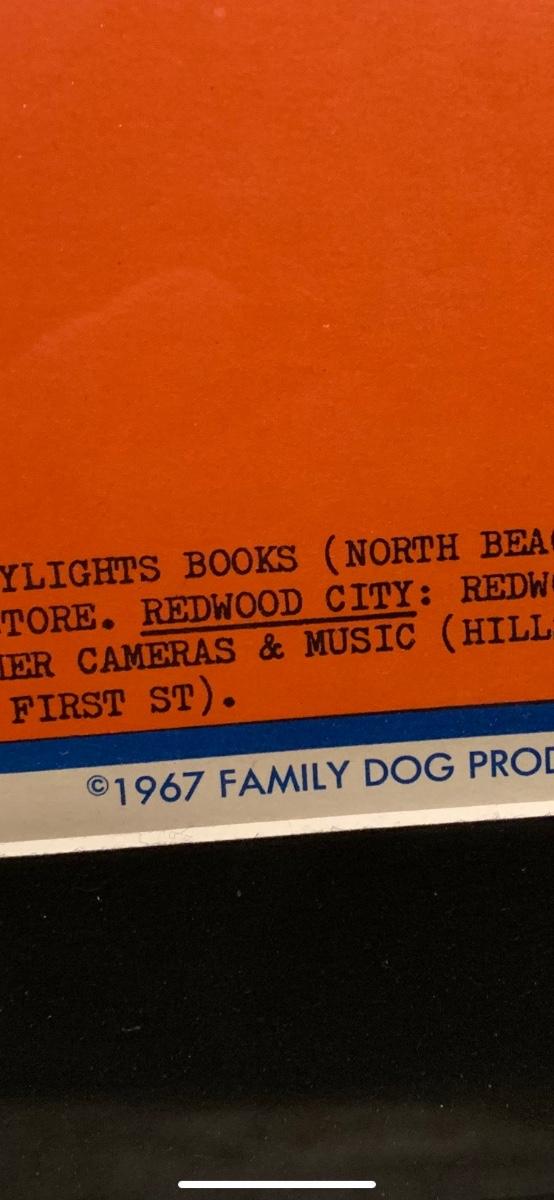 YLIGHTS BOOKS (NORTH BEA
TORE. REDWOOD CITY: REDW
ER CAMERAS & MUSIC (HILL
FIRST ST).
©1967 FAMILY DOG PROD